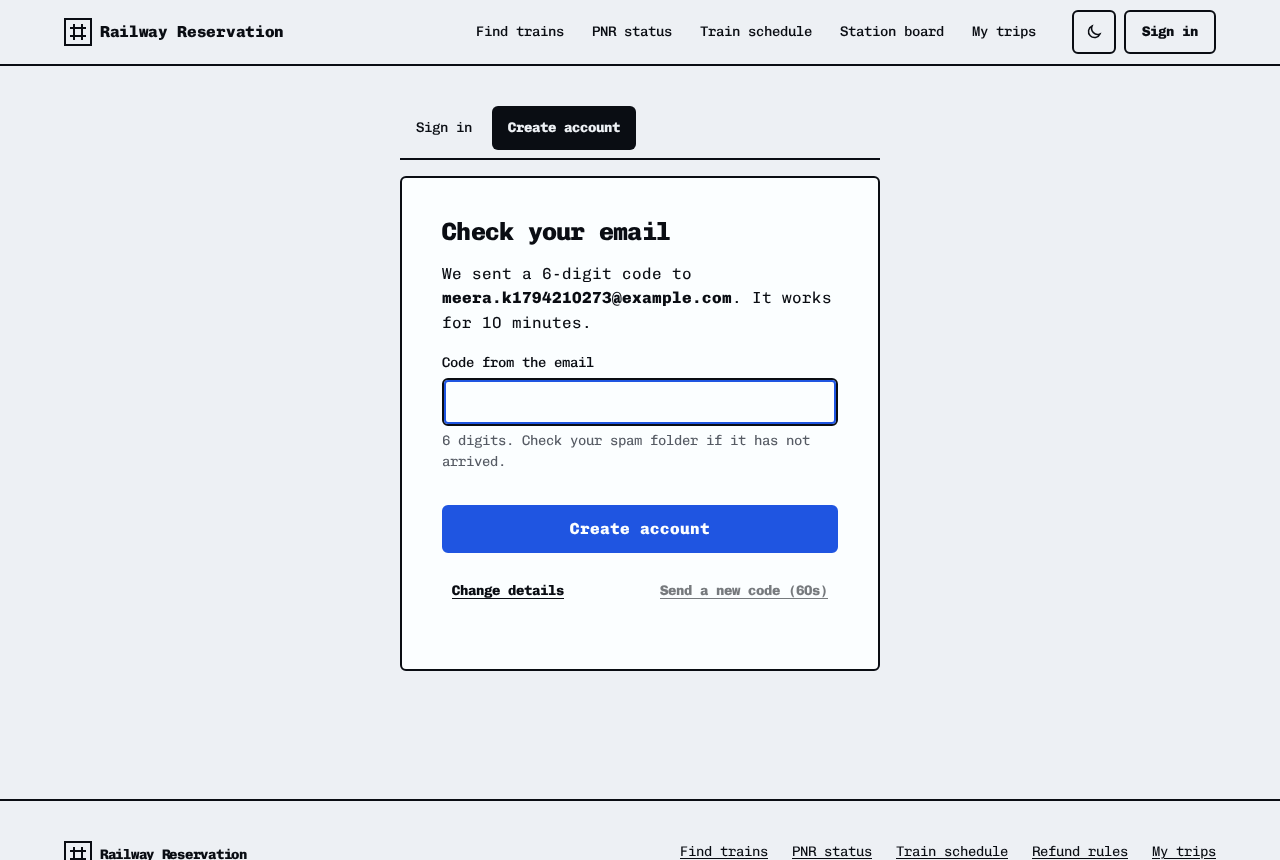 Railway Reservation
Find trains
PNR status
Train schedule
Station board
My trips
Sign in
Sign in
Create account
Check your email
We sent a 6-digit code to
meera.k1794210273@example.com. It works
for 10 minutes.
Code from the email
6 digits. Check your spam folder if it has not
arrived.
Create account
Change details
Send a new code (60s)
Railway Reservation
Find trains
PNR status
Train schedule
Refund rules
My trips